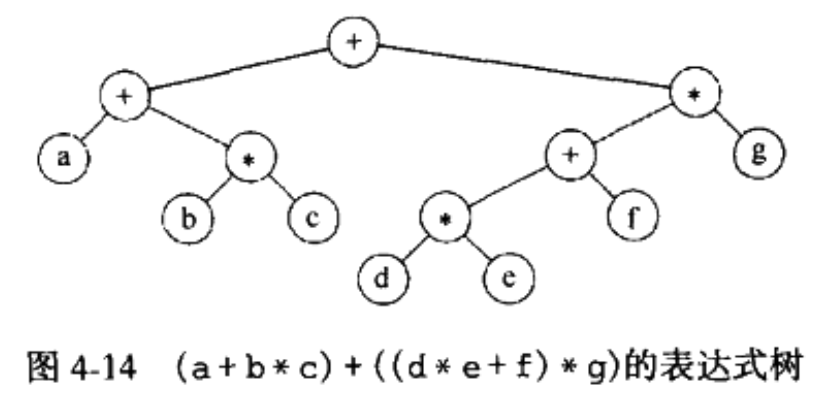 +
+ *
a * + g
b c * f
d e
图 4-14 (a+b*c)+((d*e+f)*g)的表达式树